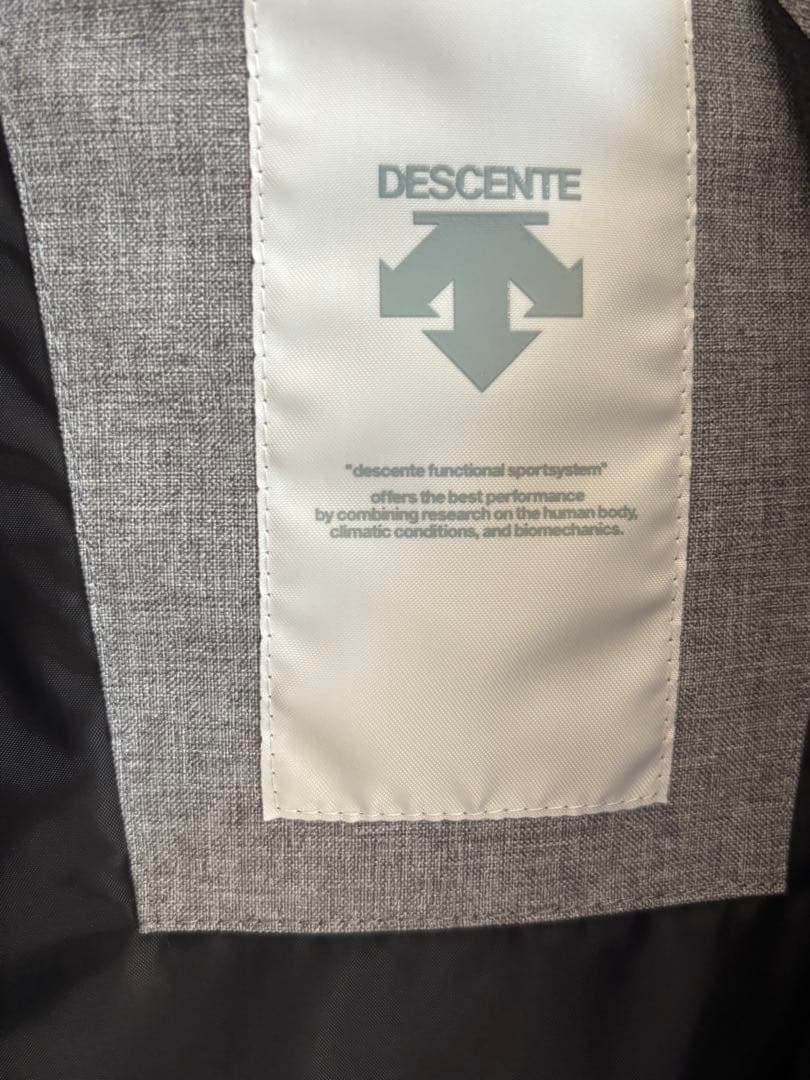 DESCENTE
"descente functional sportsystem"
offers the best performance
by combining research on the human body,
climatic conditions, and biomechanics.